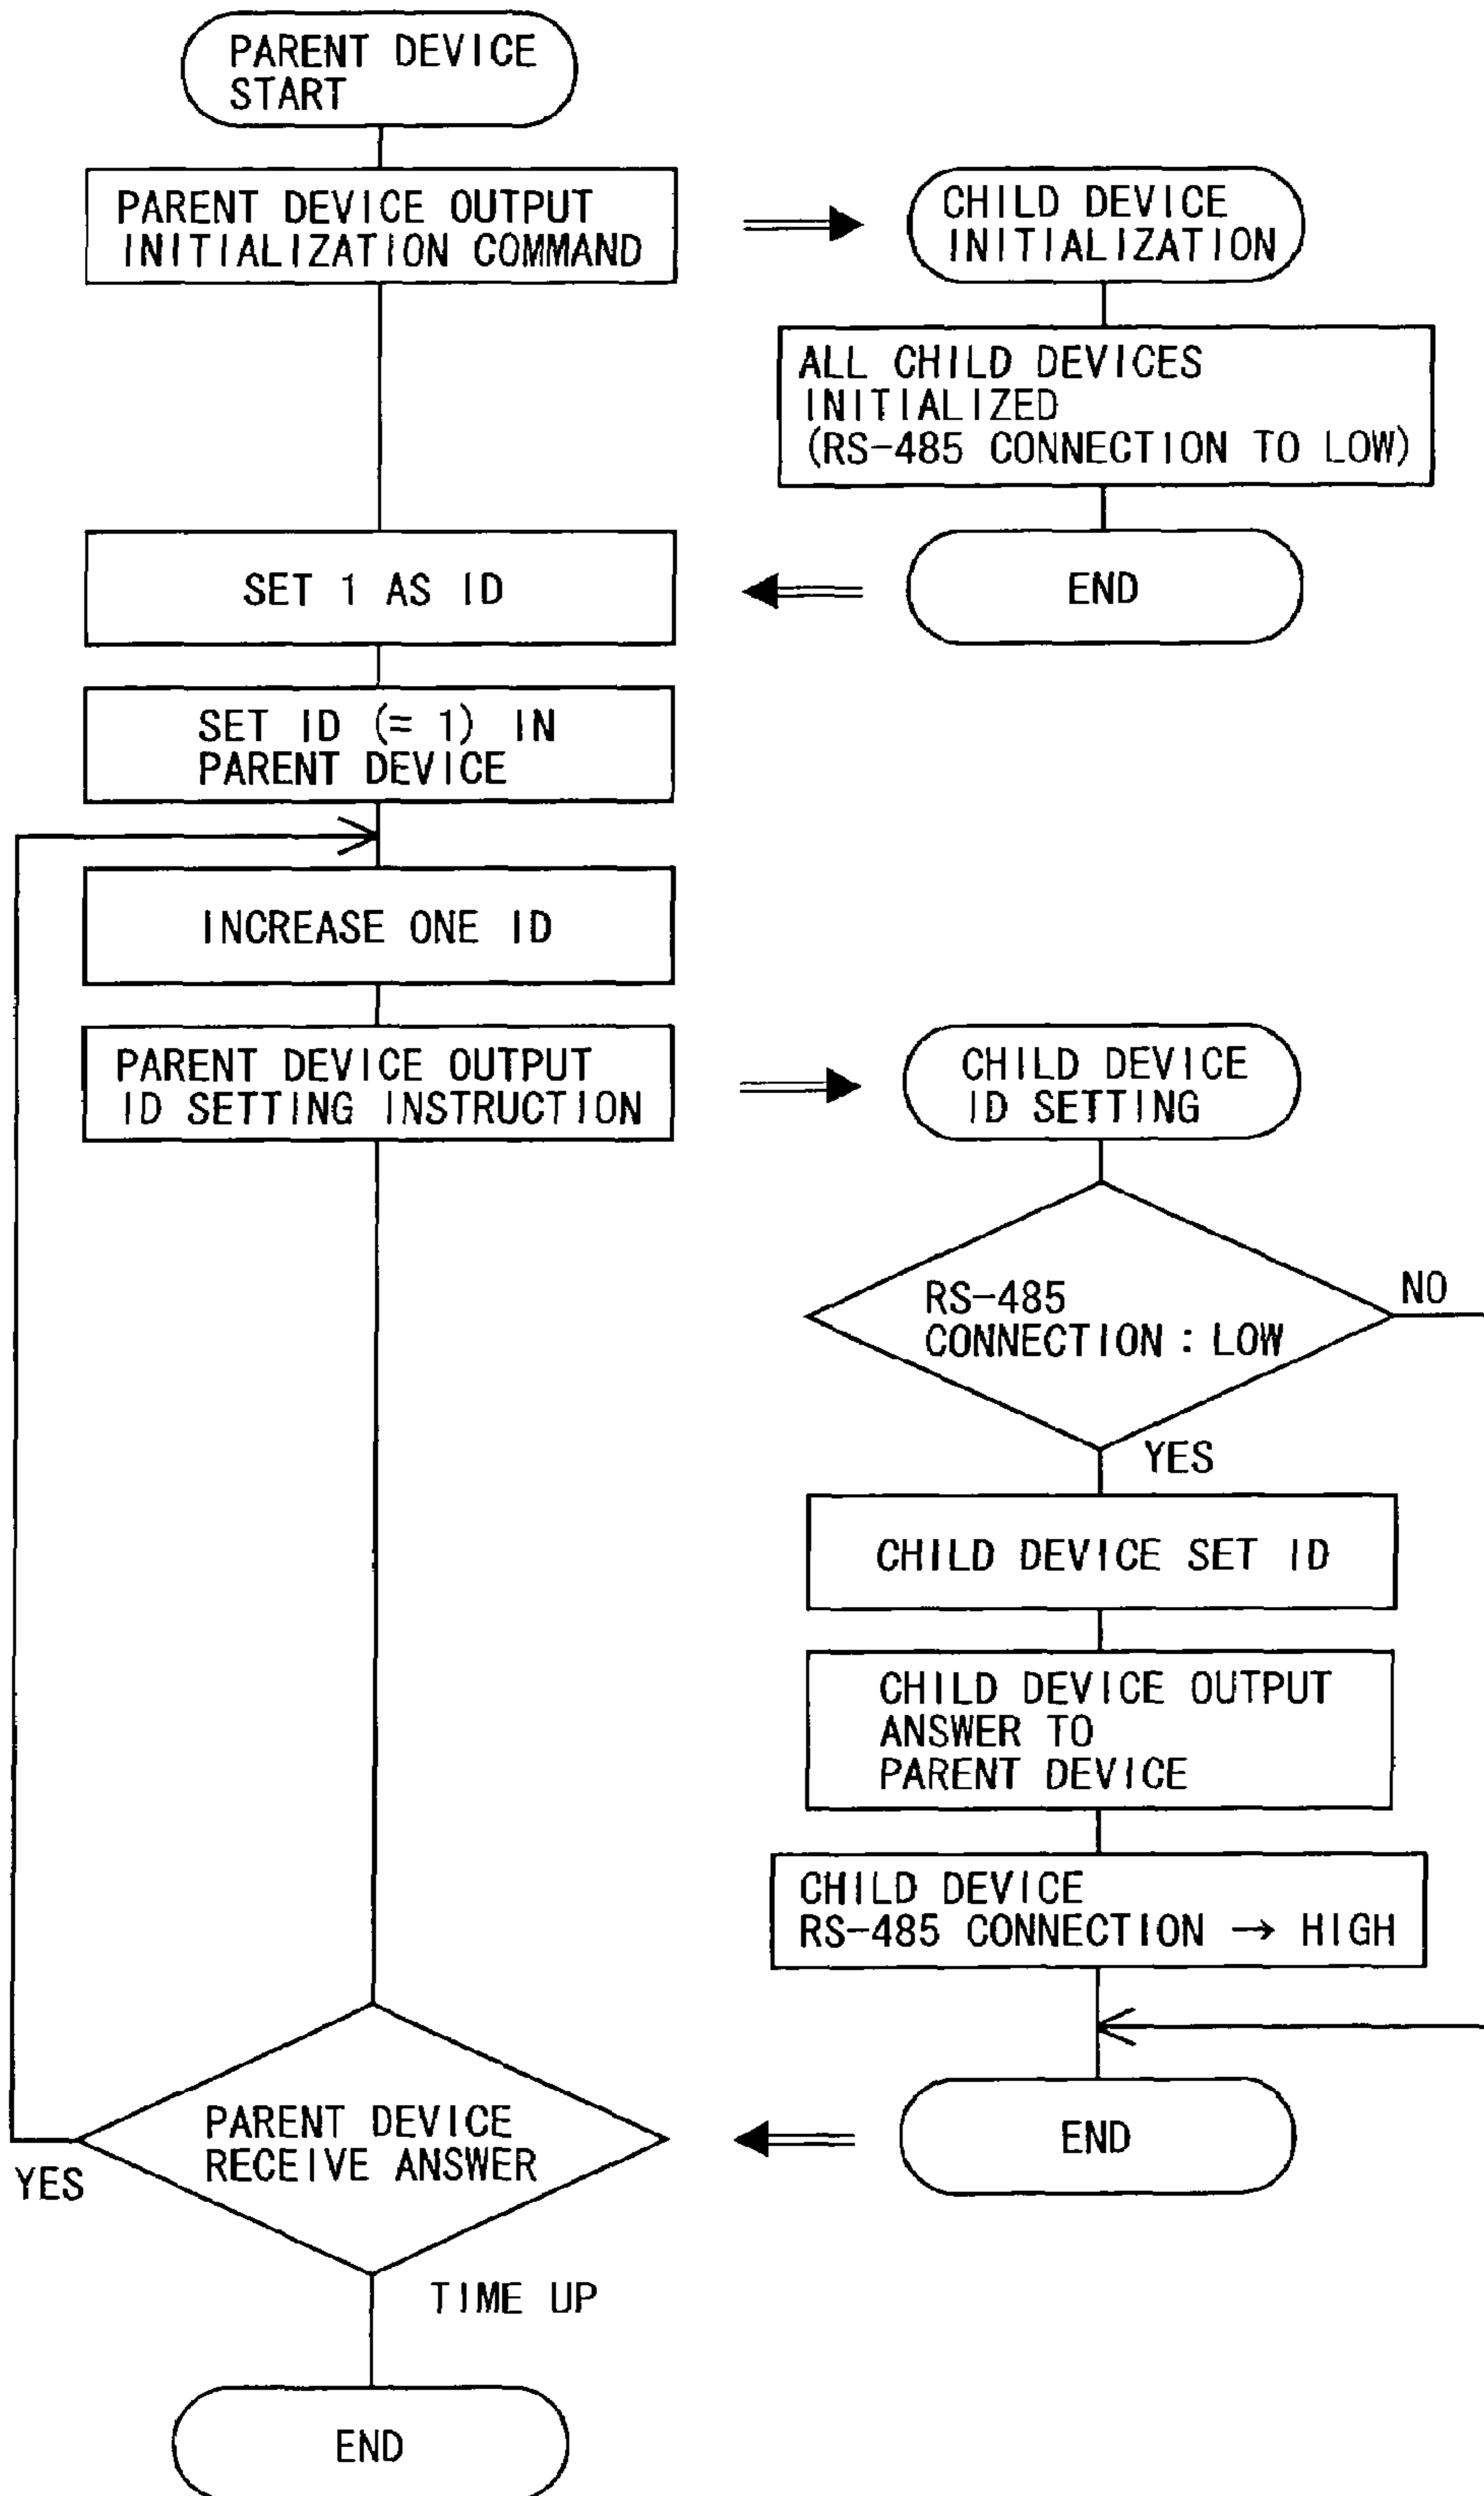 PARENT DEVICE
START
PARENT DEVICE OUTPUT
INITIALIZATION COMMAND
CHILD DEVICE
INITIALIZATION
ALL CHILD DEVICES
INITIALIZED
(RS-485 CONNECTION TO LOW)
SET 1 AS ID
END
SET ID (= 1) IN
PARENT DEVICE
INCREASE ONE ID
PARENT DEVICE OUTPUT
ID SETTING INSTRUCTION
CHILD DEVICE
ID SETTING
RS-485
CONNECTION : LOW
NO
YES
CHILD DEVICE SET ID
CHILD DEVICE OUTPUT
ANSWER TO
PARENT DEVICE
CHILD DEVICE
RS-485 CONNECTION → HIGH
PARENT DEVICE
RECEIVE ANSWER
YES
END
TIME UP
END